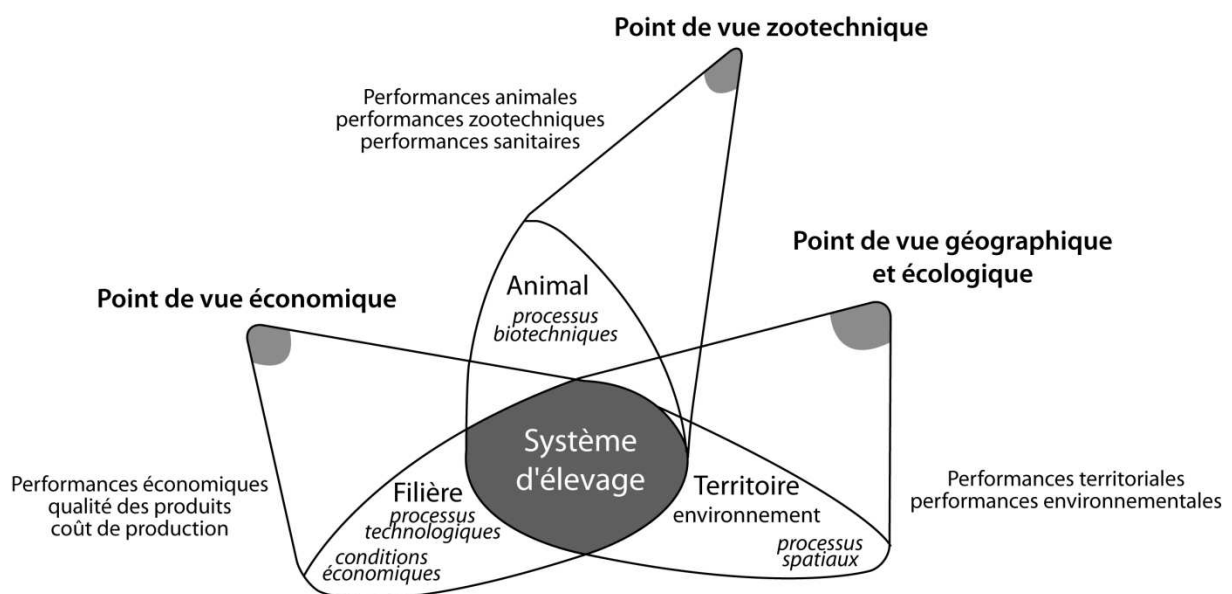 Point de vue zootechnique
Performances animales
performances zootechniques
performances sanitaires
Point de vue géographique
et écologique
Point de vue économique
Animal
processus
biotechniques
Système
d'élevage
Performances économiques
qualité des produits
coût de production
Filière
processus
technologiques
conditions
économiques
Territoire
environnement
processus
spatiaux
Performances territoriales
performances environnementales